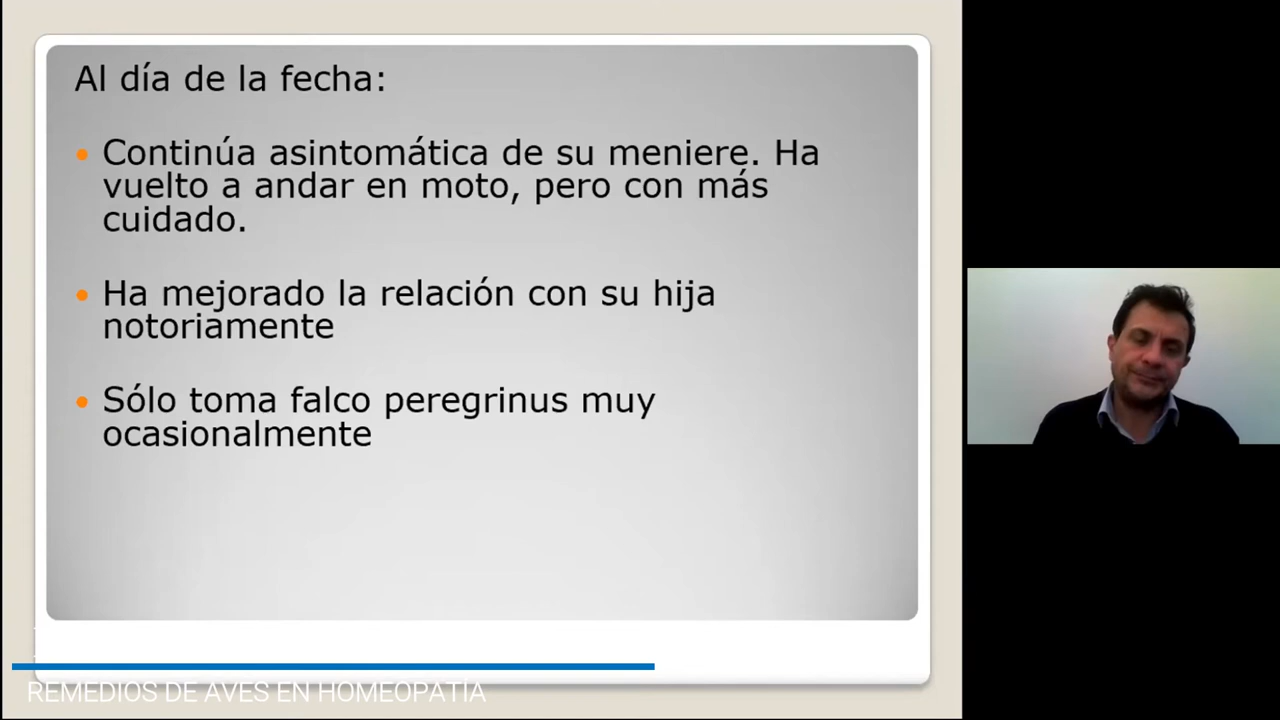 Al día de la fecha:
Continúa asintomática de su meniere. Ha
vuelto a andar en moto, pero con más
cuidado.
Ha mejorado la relación con su hija
notoriamente
Sólo toma falco peregrinus muy
ocasionalmente
REMEDIOS DE AVES EN HOMEOPATÍA